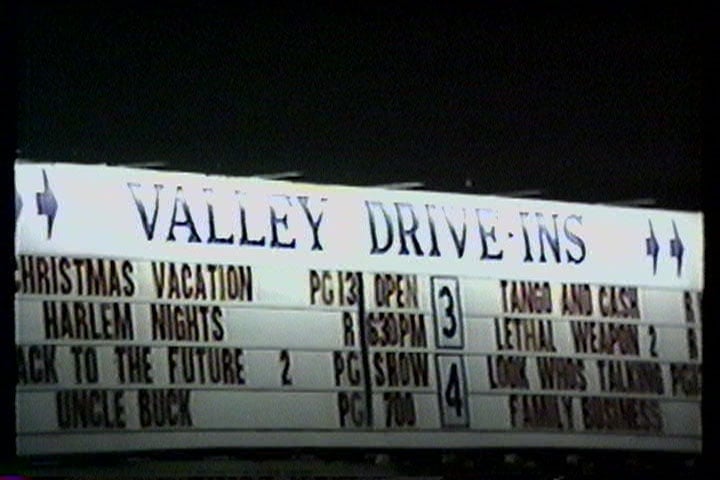 VALLEY DRIVE-INS
CHRISTMAS VACATION PG13 OPEN 3 TANGO AND CASH R
HARLEM NIGHTS R 630PM LETHAL WEAPON 2 R
ACK TO THE FUTURE 2 PG SHOW 4 LOOK WHOS TALKING PG
UNCLE BUCK PG 700 FAMILY BUSINESS